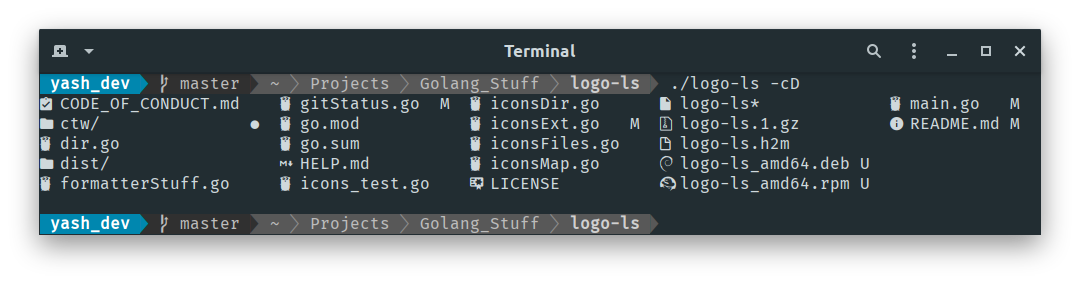 Terminal
yash_dev master ~ Projects Golang_Stuff logo-ls ./logo-ls -cD
CODE_OF_CONDUCT.md gitStatus.go M iconsDir.go logo-ls* main.go M
ctw/ ● go.mod iconsExt.go M logo-ls.1.gz README.md M
dir.go go.sum iconsFiles.go logo-ls.h2m
dist/ HELP.md iconsMap.go logo-ls_amd64.deb U
formatterStuff.go icons_test.go LICENSE logo-ls_amd64.rpm U
yash_dev master ~ Projects Golang_Stuff logo-ls